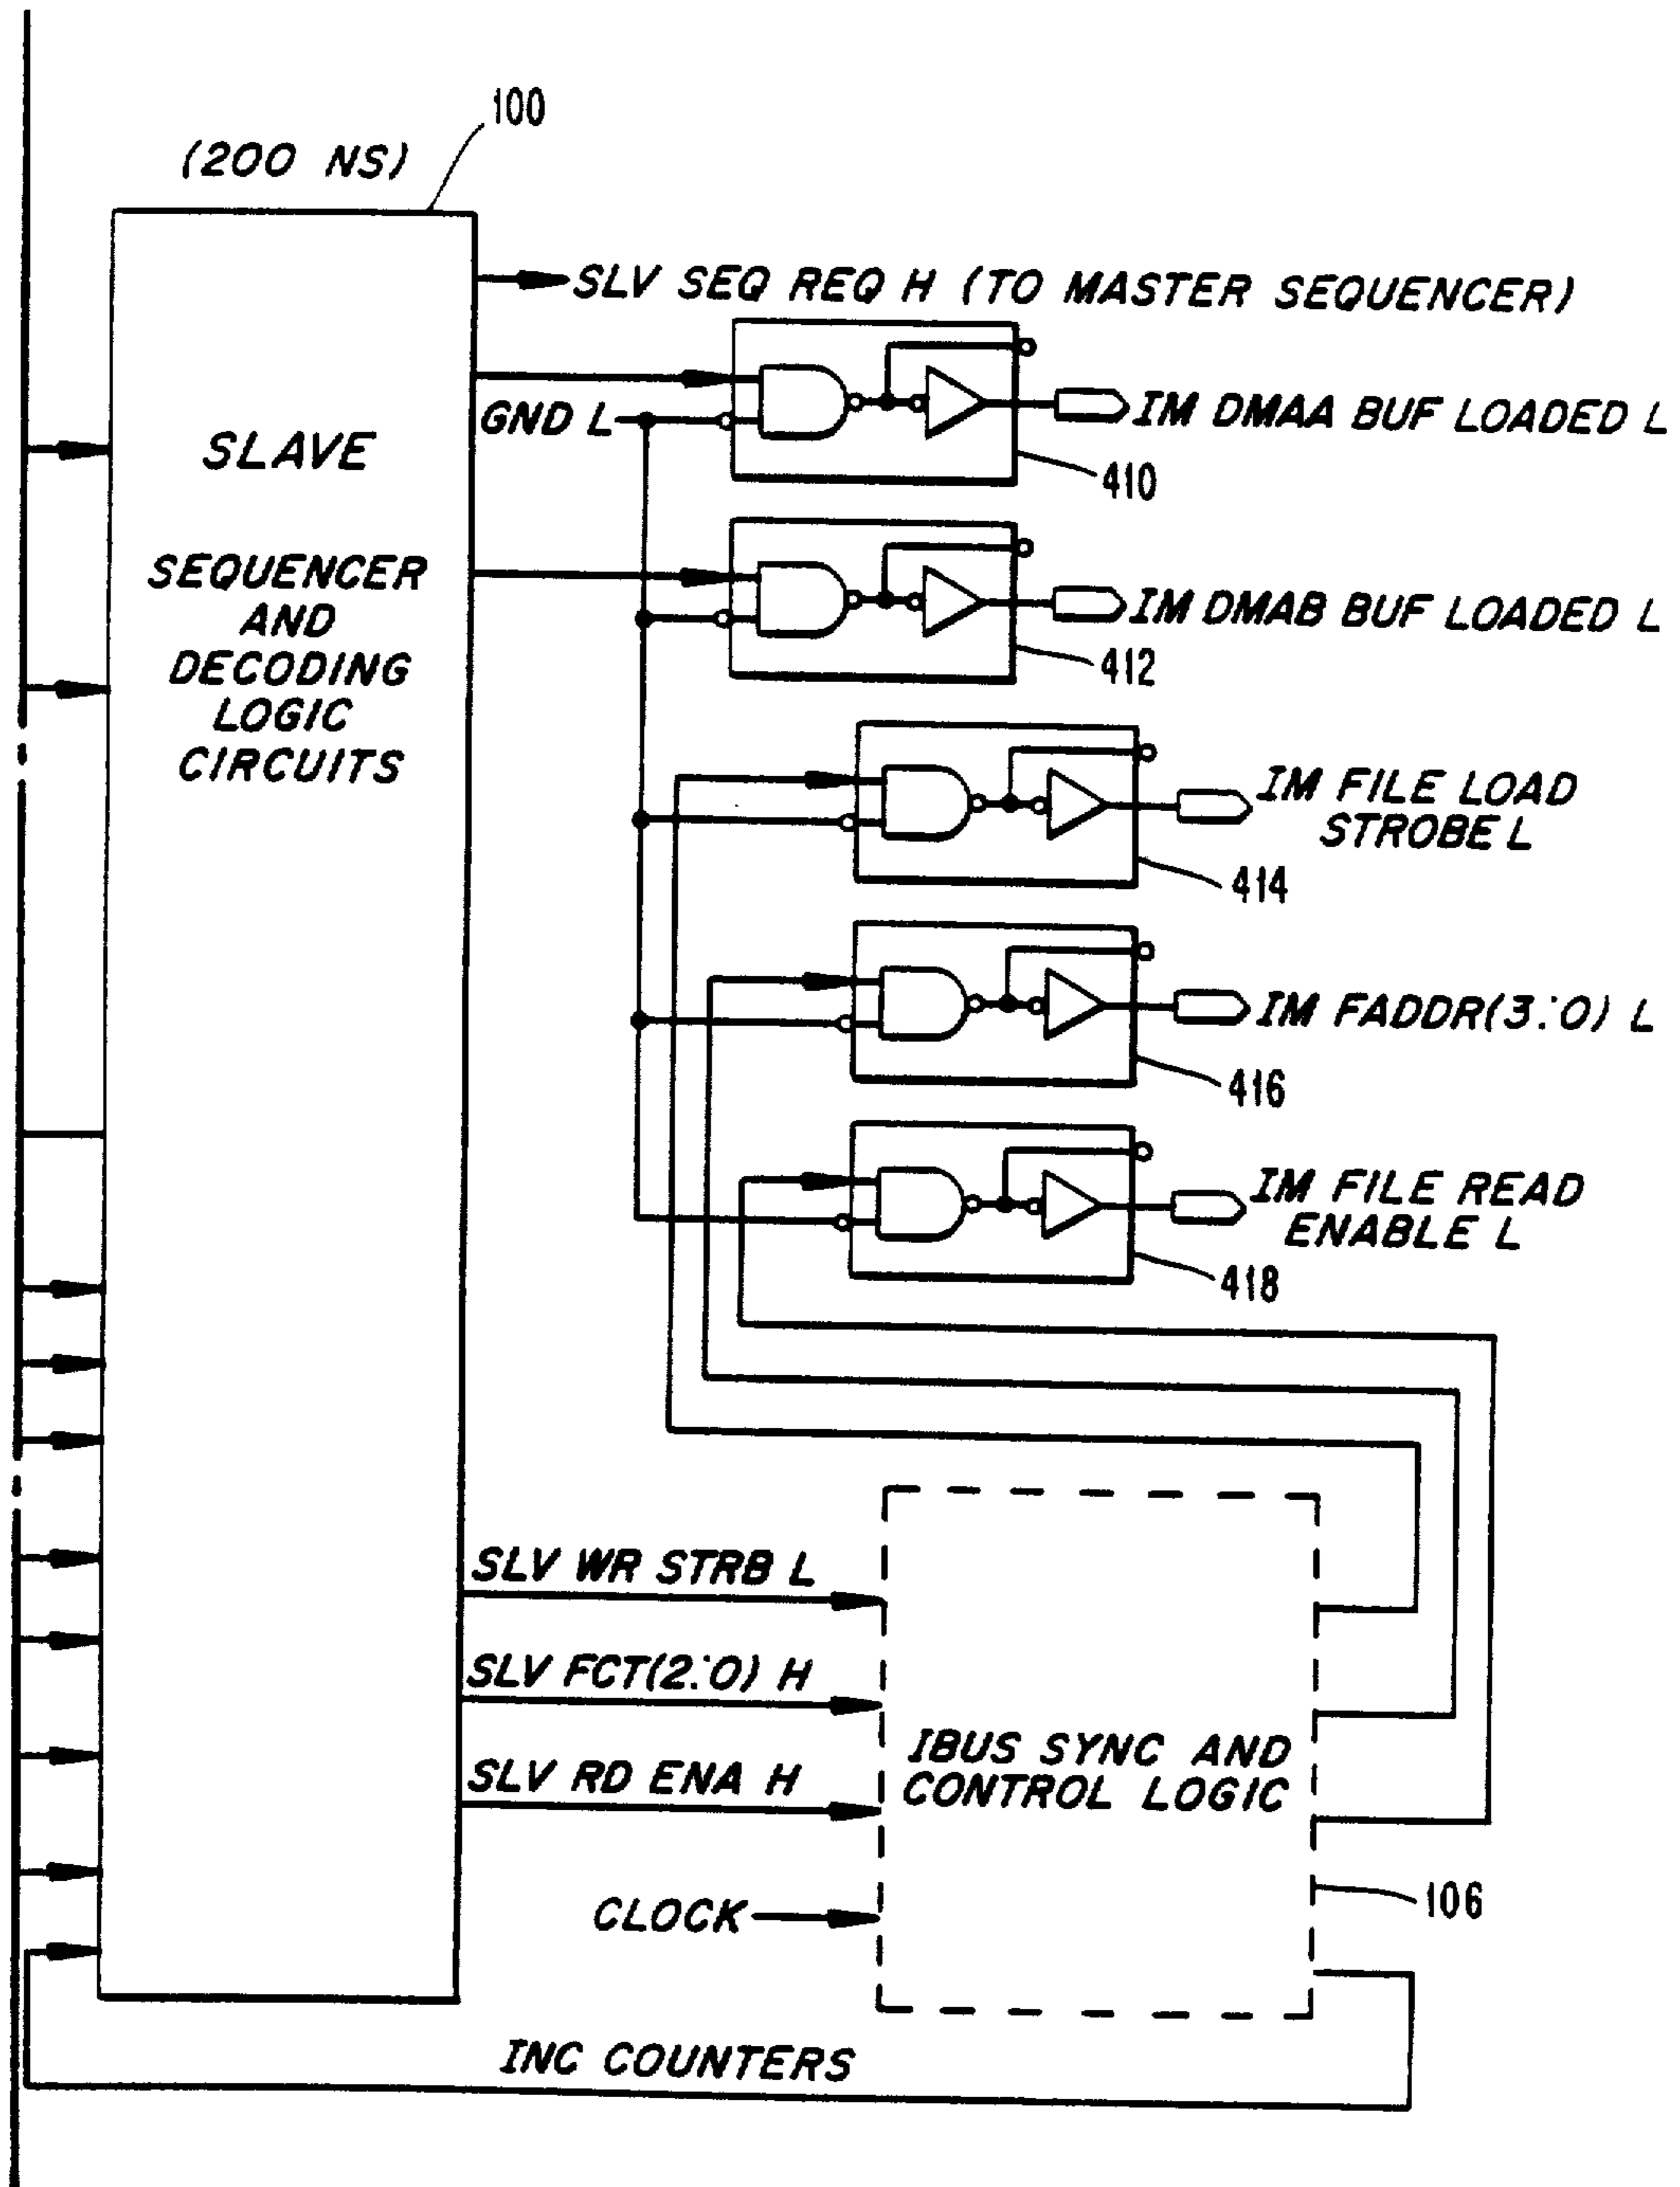 100
(200 NS)
SLV SEQ REQ H (TO MASTER SEQUENCER)
GND L
IM DMAA BUF LOADED L
410
SLAVE
SEQUENCER
AND
DECODING
LOGIC
CIRCUITS
IM DMAB BUF LOADED L
412
IM FILE LOAD
STROBE L
414
IM FADDR(3:0) L
416
IM FILE READ
ENABLE L
418
SLV WR STRB L
SLV FCT(2:0) H
SLV RD ENA H
IBUS SYNC AND
CONTROL LOGIC
CLOCK
106
INC COUNTERS